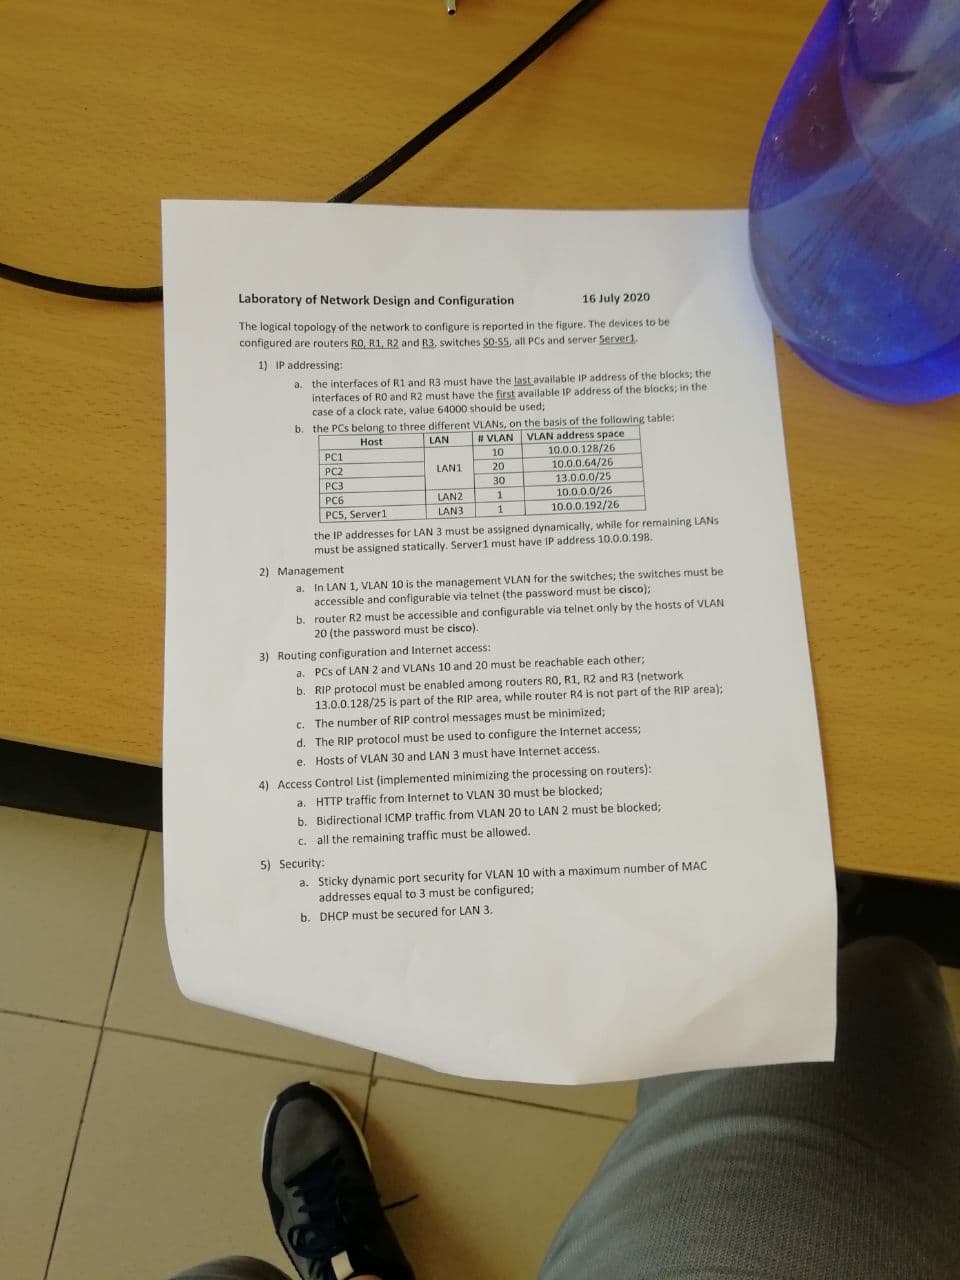 Laboratory of Network Design and Configuration 16 July 2020
The logical topology of the network to configure is reported in the figure. The devices to be
configured are routers R0, R1, R2 and R3, switches S0-S5, all PCs and server Server1.
1) IP addressing:
a. the interfaces of R1 and R3 must have the last available IP address of the blocks; the
interfaces of R0 and R2 must have the first available IP address of the blocks; in the
case of a clock rate, value 64000 should be used;
b. the PCs belong to three different VLANs, on the basis of the following table:
Host LAN # VLAN VLAN address space
PC1 10 10.0.0.128/26
PC2 LAN1 20 10.0.0.64/26
PC3 30 13.0.0.0/25
PC6 LAN2 1 10.0.0.0/26
PC5, Server1 LAN3 1 10.0.0.192/26
the IP addresses for LAN 3 must be assigned dynamically, while for remaining LANs
must be assigned statically. Server1 must have IP address 10.0.0.198.
2) Management
a. In LAN 1, VLAN 10 is the management VLAN for the switches; the switches must be
accessible and configurable via telnet (the password must be cisco);
b. router R2 must be accessible and configurable via telnet only by the hosts of VLAN
20 (the password must be cisco).
3) Routing configuration and Internet access:
a. PCs of LAN 2 and VLANs 10 and 20 must be reachable each other;
b. RIP protocol must be enabled among routers R0, R1, R2 and R3 (network
13.0.0.128/25 is part of the RIP area, while router R4 is not part of the RIP area);
c. The number of RIP control messages must be minimized;
d. The RIP protocol must be used to configure the Internet access;
e. Hosts of VLAN 30 and LAN 3 must have Internet access.
4) Access Control List (implemented minimizing the processing on routers):
a. HTTP traffic from Internet to VLAN 30 must be blocked;
b. Bidirectional ICMP traffic from VLAN 20 to LAN 2 must be blocked;
c. all the remaining traffic must be allowed.
5) Security:
a. Sticky dynamic port security for VLAN 10 with a maximum number of MAC
addresses equal to 3 must be configured;
b. DHCP must be secured for LAN 3.